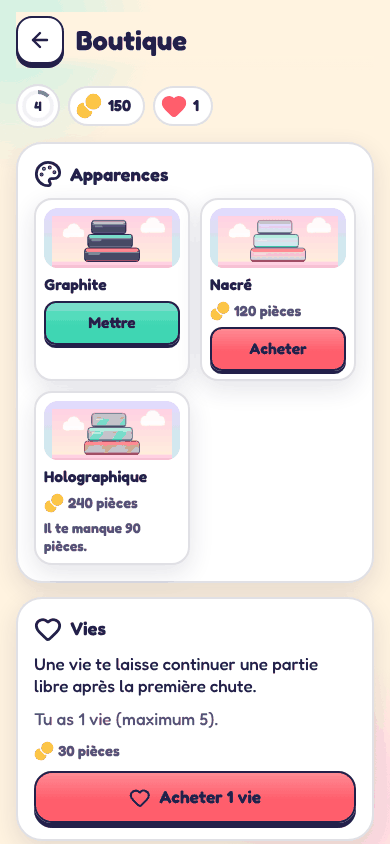 Boutique
4
150
1
Apparences
Graphite
Mettre
Nacré
120 pièces
Acheter
Holographique
240 pièces
Il te manque 90
pièces.
Vies
Une vie te laisse continuer une partie
libre après la première chute.
Tu as 1 vie (maximum 5).
30 pièces
Acheter 1 vie